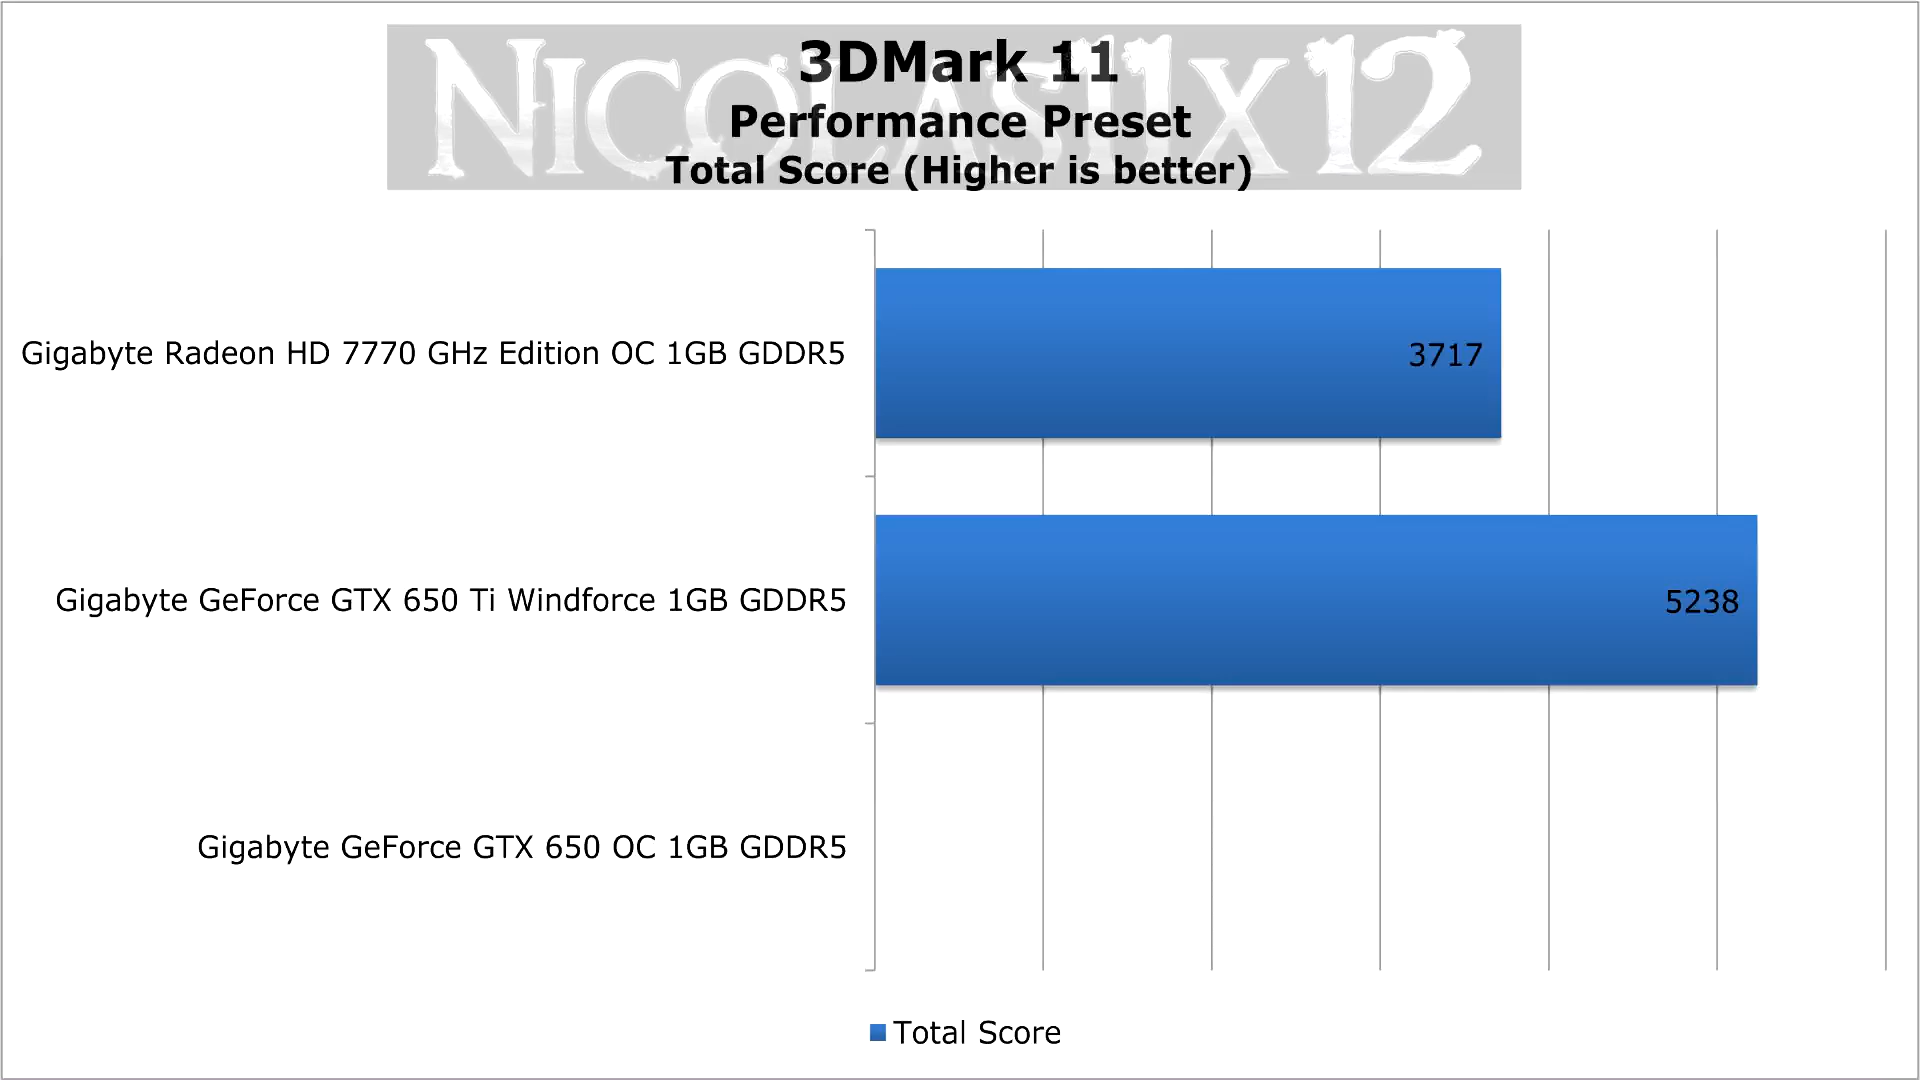 Nicolas11x12
3DMark 11
Performance Preset
Total Score (Higher is better)
Gigabyte Radeon HD 7770 GHz Edition OC 1GB GDDR5
3717
Gigabyte GeForce GTX 650 Ti Windforce 1GB GDDR5
5238
Gigabyte GeForce GTX 650 OC 1GB GDDR5
Total Score